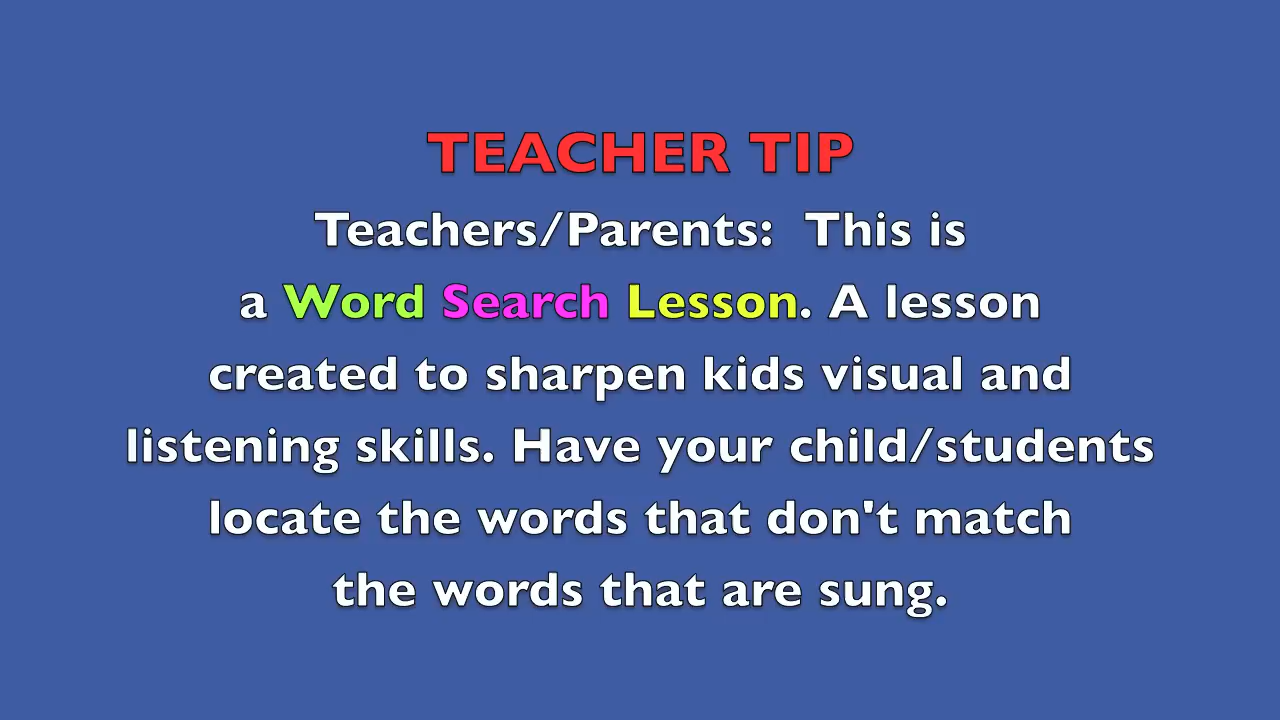 TEACHER TIP
Teachers/Parents:  This is
a Word Search Lesson. A lesson
created to sharpen kids visual and
listening skills. Have your child/students
locate the words that don't match
the words that are sung.